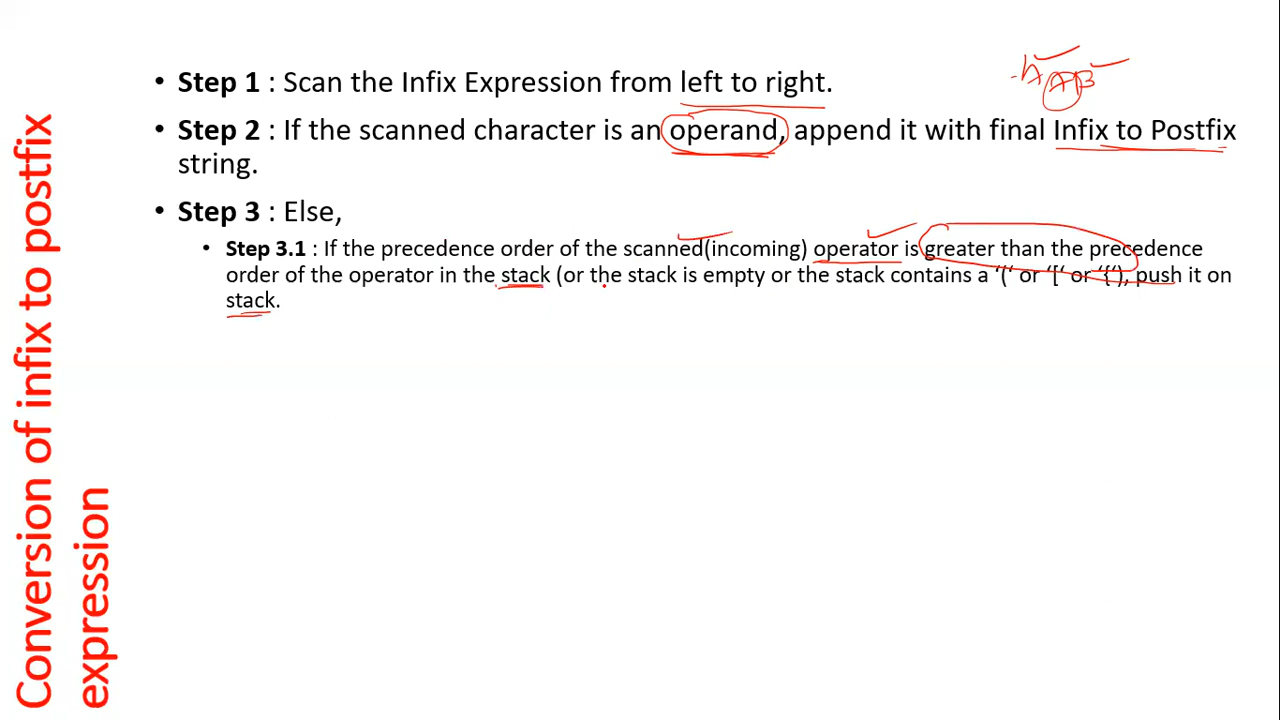 Conversion of infix to postfix
expression
• Step 1 : Scan the Infix Expression from left to right.
• Step 2 : If the scanned character is an operand, append it with final Infix to Postfix
string.
• Step 3 : Else,
• Step 3.1 : If the precedence order of the scanned(incoming) operator is greater than the precedence
order of the operator in the stack (or the stack is empty or the stack contains a ‘(‘ or ‘[‘ or ‘{‘), push it on
stack.